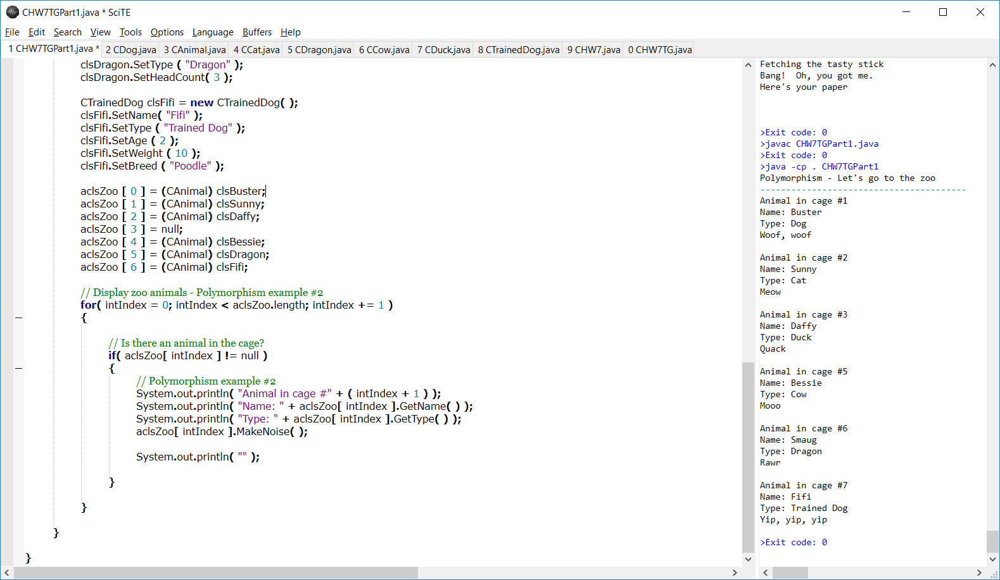 CHW7TGPart1.java * SciTE
File Edit Search View Tools Options Language Buffers Help
1 CHW7TGPart1.java * 2 CDog.java 3 CAnimal.java 4 CCat.java 5 CDragon.java 6 CCow.java 7 CDuck.java 8 CTrainedDog.java 9 CHW7.java 0 CHW7TG.java
clsDragon.SetType ( "Dragon" );
clsDragon.SetHeadCount( 3 );
CTrainedDog clsFifi = new CTrainedDog( );
clsFifi.SetName( "Fifi" );
clsFifi.SetType ( "Trained Dog" );
clsFifi.SetAge ( 2 );
clsFifi.SetWeight ( 10 );
clsFifi.SetBreed ( "Poodle" );
aclsZoo [ 0 ] = (CAnimal) clsBuster;
aclsZoo [ 1 ] = (CAnimal) clsSunny;
aclsZoo [ 2 ] = (CAnimal) clsDaffy;
aclsZoo [ 3 ] = null;
aclsZoo [ 4 ] = (CAnimal) clsBessie;
aclsZoo [ 5 ] = (CAnimal) clsDragon;
aclsZoo [ 6 ] = (CAnimal) clsFifi;
// Display zoo animals - Polymorphism example #2
for( intIndex = 0; intIndex < aclsZoo.length; intIndex += 1 )
{
// Is there an animal in the cage?
if( aclsZoo[ intIndex ] != null )
{
// Polymorphism example #2
System.out.println( "Animal in cage #" + ( intIndex + 1 ) );
System.out.println( "Name: " + aclsZoo[ intIndex ].GetName( ) );
System.out.println( "Type: " + aclsZoo[ intIndex ].GetType( ) );
aclsZoo[ intIndex ].MakeNoise( );
System.out.println( "" );
}
}
}
}
Fetching the tasty stick
Bang!  Oh, you got me.
Here's your paper
>Exit code: 0
>javac CHW7TGPart1.java
>Exit code: 0
>java -cp . CHW7TGPart1
Polymorphism - Let's go to the zoo
----------------------------------------
Animal in cage #1
Name: Buster
Type: Dog
Woof, woof
Animal in cage #2
Name: Sunny
Type: Cat
Meow
Animal in cage #3
Name: Daffy
Type: Duck
Quack
Animal in cage #5
Name: Bessie
Type: Cow
Mooo
Animal in cage #6
Name: Smaug
Type: Dragon
Rawr
Animal in cage #7
Name: Fifi
Type: Trained Dog
Yip, yip, yip
>Exit code: 0